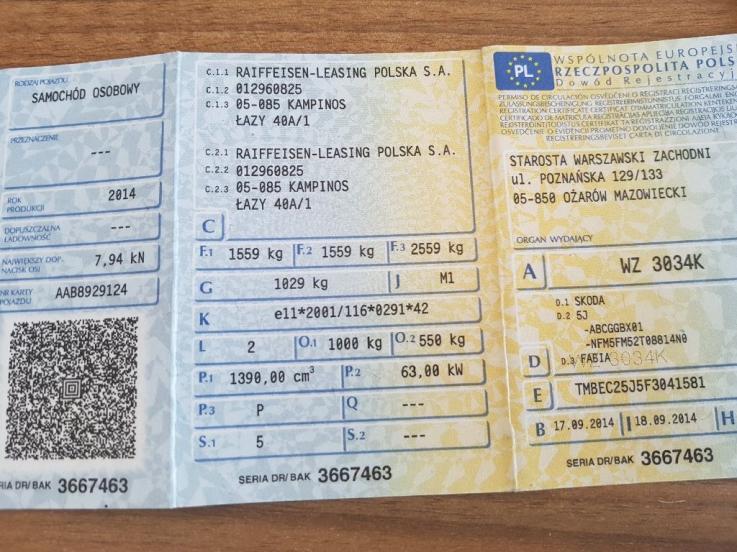 RODZAJ POJAZDU
SAMOCHÓD OSOBOWY
PRZEZNACZENIE
---
ROK PRODUKCJI
2014
DOPUSZCZALNA ŁADOWNOŚĆ
---
NAJWIĘKSZY DOP. NACISK OSI
7,94 kN
NR KARTY POJAZDU
AAB8929124
RIA DR/BAK 3667463
C.1.1 RAIFFEISEN-LEASING POLSKA S.A.
C.1.2 012960825
C.1.3 05-085 KAMPINOS
ŁAZY 40A/1
C.2.1 RAIFFEISEN-LEASING POLSKA S.A.
C.2.2 012960825
C.2.3 05-085 KAMPINOS
ŁAZY 40A/1
C
F.1 1559 kg F.2 1559 kg F.3 2559 kg
G 1029 kg J M1
K e11*2001/116*0291*42
L 2 O.1 1000 kg O.2 550 kg
P.1 1390,00 cm³ P.2 63,00 kW
P.3 P Q ---
S.1 5 S.2 ---
SERIA DR/BAK 3667463
PL
WSPÓLNOTA EUROPEJS
RZECZPOSPOLITA POLS
Dowód Rejestracyj
STAROSTA WARSZAWSKI ZACHODNI
ul. POZNAŃSKA 129/133
05-850 OŻARÓW MAZOWIECKI
ORGAN WYDAJĄCY
A WZ 3034K
D.1 SKODA
D.2 5J
-ABCGGBX01
-NFM5FM52T08814N0
D D.3 FABIA
E TMBEC25J5F3041581
B 17.09.2014 I 18.09.2014 H
SERIA DR/BAK 3667463